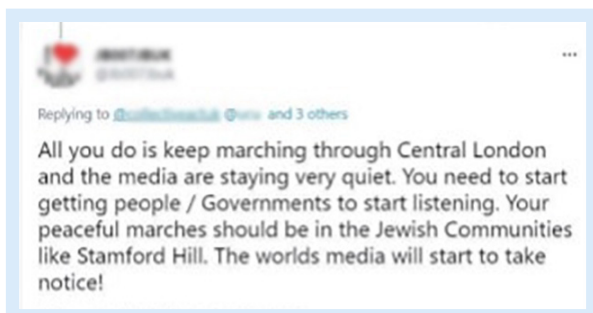 Replying to @ @ and 3 others
All you do is keep marching through Central London
and the media are staying very quiet. You need to start
getting people / Governments to start listening. Your
peaceful marches should be in the Jewish Communities
like Stamford Hill. The worlds media will start to take
notice!